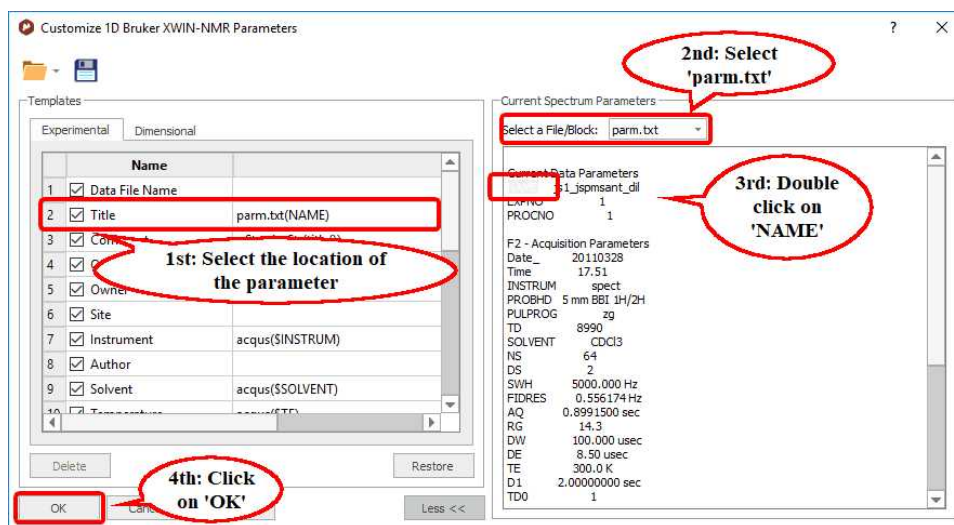 Customize 1D Bruker XWIN-NMR Parameters
? X
2nd: Select
'parm.txt'
Templates
Experimental Dimensional
Name
1 Data File Name
2 Title parm.txt(NAME)
3
4
5 Owner
6 Site
7 Instrument acqus($INSTRUM)
8 Author
9 Solvent acqus($SOLVENT)
10 Temperature acqus($TE)
1st: Select the location of
the parameter
Delete Restore
4th: Click
on 'OK'
OK Less <<
Current Spectrum Parameters
Select a File/Block: parm.txt
Current Data Parameters
js1_jspmsant_dil
EXPNO 1
PROCNO 1
3rd: Double
click on
'NAME'
F2 - Acquisition Parameters
Date_ 20110328
Time 17.51
INSTRUM spect
PROBHD 5 mm BBI 1H/2H
PULPROG zg
TD 8990
SOLVENT CDCl3
NS 64
DS 2
SWH 5000.000 Hz
FIDRES 0.556174 Hz
AQ 0.8991500 sec
RG 14.3
DW 100.000 usec
DE 8.50 usec
TE 300.0 K
D1 2.00000000 sec
TD0 1